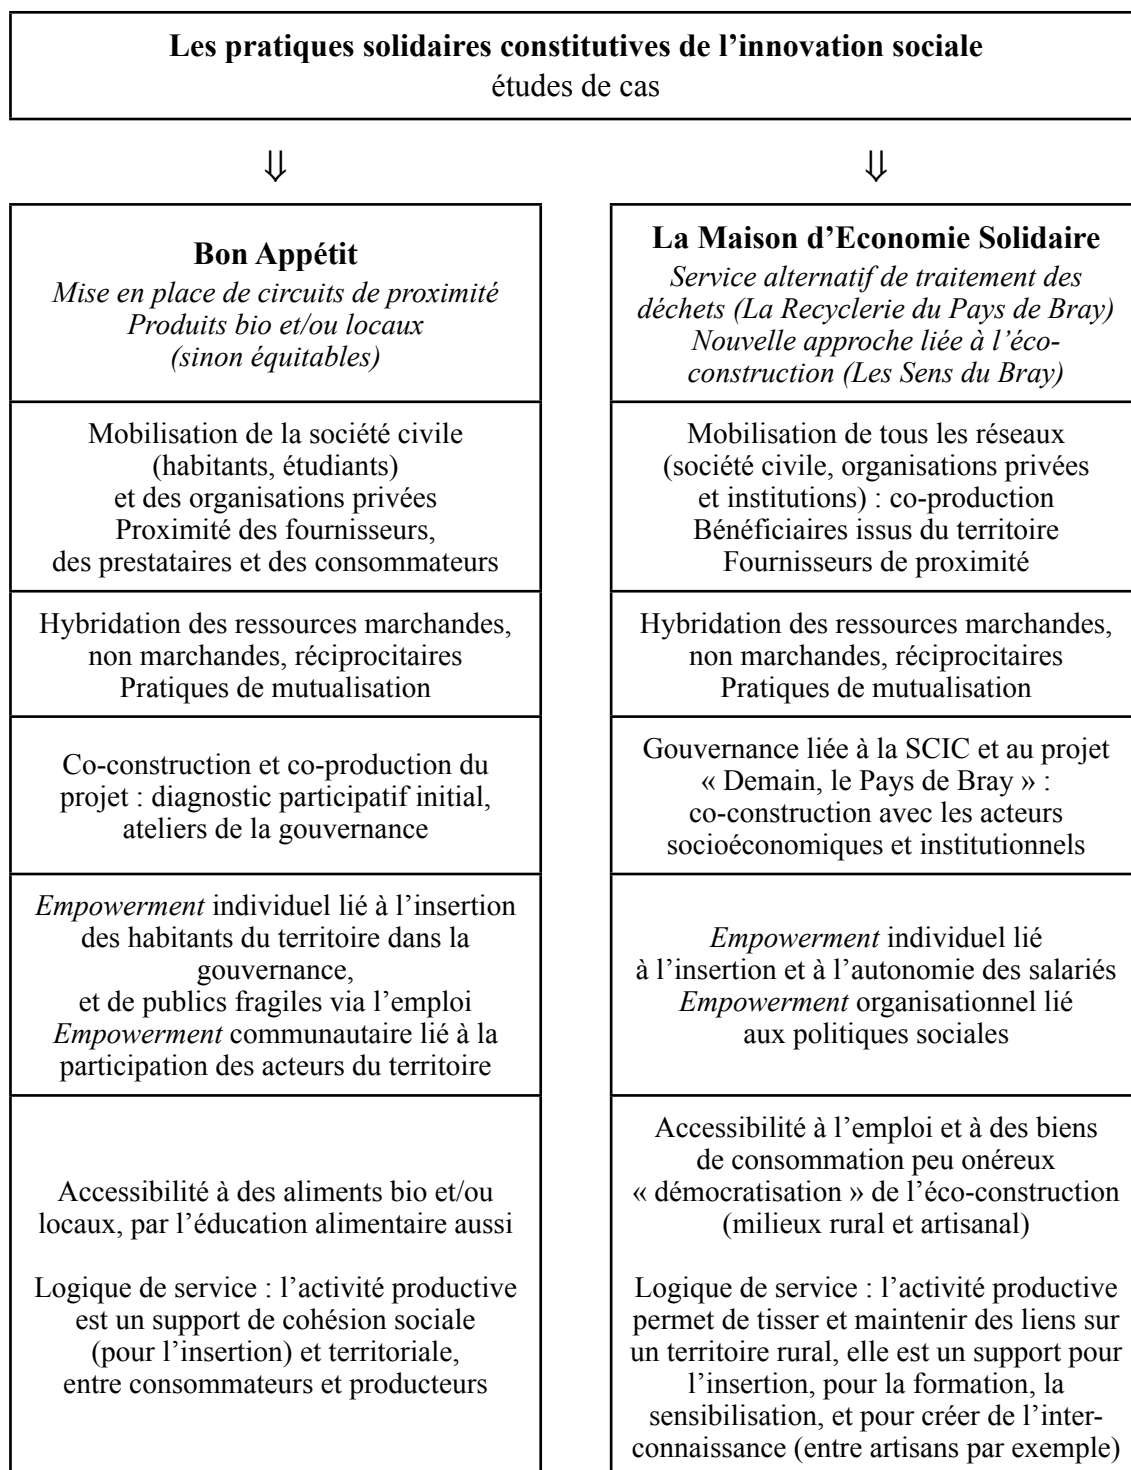 Les pratiques solidaires constitutives de l’innovation sociale
études de cas
⇓
⇓
Bon Appétit
Mise en place de circuits de proximité
Produits bio et/ou locaux
(sinon équitables)
Mobilisation de la société civile
(habitants, étudiants)
et des organisations privées
Proximité des fournisseurs,
des prestataires et des consommateurs
Hybridation des ressources marchandes,
non marchandes, réciprocitaires
Pratiques de mutualisation
Co-construction et co-production du
projet : diagnostic participatif initial,
ateliers de la gouvernance
Empowerment individuel lié à l’insertion
des habitants du territoire dans la
gouvernance,
et de publics fragiles via l’emploi
Empowerment communautaire lié à la
participation des acteurs du territoire
Accessibilité à des aliments bio et/ou
locaux, par l’éducation alimentaire aussi
Logique de service : l’activité productive
est un support de cohésion sociale
(pour l’insertion) et territoriale,
entre consommateurs et producteurs
La Maison d’Economie Solidaire
Service alternatif de traitement des
déchets (La Recyclerie du Pays de Bray)
Nouvelle approche liée à l’éco-
construction (Les Sens du Bray)
Mobilisation de tous les réseaux
(société civile, organisations privées
et institutions) : co-production
Bénéficiaires issus du territoire
Fournisseurs de proximité
Hybridation des ressources marchandes,
non marchandes, réciprocitaires
Pratiques de mutualisation
Gouvernance liée à la SCIC et au projet
« Demain, le Pays de Bray » :
co-construction avec les acteurs
socioéconomiques et institutionnels
Empowerment individuel lié
à l’insertion et à l’autonomie des salariés
Empowerment organisationnel lié
aux politiques sociales
Accessibilité à l’emploi et à des biens
de consommation peu onéreux
« démocratisation » de l’éco-construction
(milieux rural et artisanal)
Logique de service : l’activité productive
permet de tisser et maintenir des liens sur
un territoire rural, elle est un support pour
l’insertion, pour la formation, la
sensibilisation, et pour créer de l’inter-
connaissance (entre artisans par exemple)